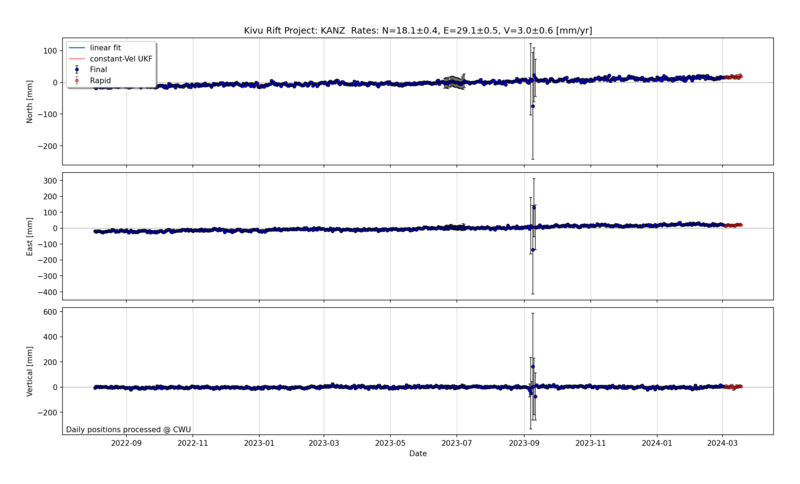 Kivu Rift Project: KANZ  Rates: N=18.1±0.4, E=29.1±0.5, V=3.0±0.6 [mm/yr]
linear fit
constant-Vel UKF
Final
Rapid
North [mm]
100
0
−100
−200
East [mm]
300
200
100
0
−100
−200
−300
−400
Vertical [mm]
600
400
200
0
−200
Daily positions processed @ CWU
2022-09 2022-11 2023-01 2023-03 2023-05 2023-07 2023-09 2023-11 2024-01 2024-03
Date